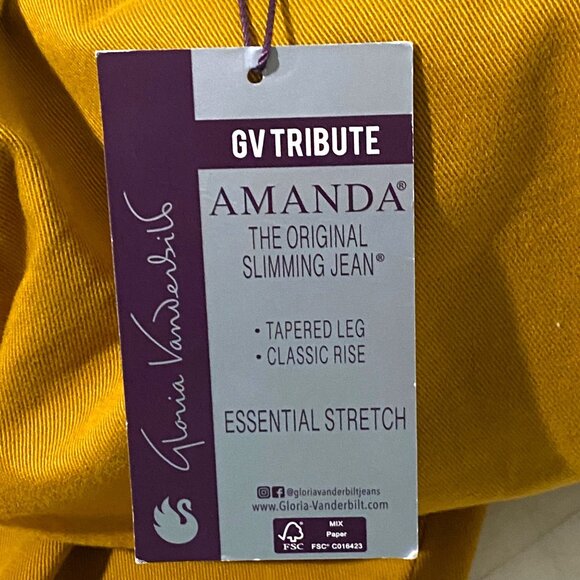 GV TRIBUTE
AMANDA®
THE ORIGINAL
SLIMMING JEAN®
• TAPERED LEG
• CLASSIC RISE
ESSENTIAL STRETCH
Gloria Vanderbilt
@gloriavanderbiltjeans
www.Gloria-Vanderbilt.com
FSC
MIX
Paper
FSC® C016423